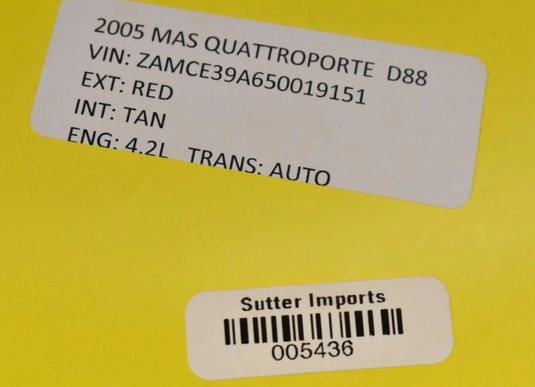 2005 MAS QUATTROPORTE D88
VIN: ZAMCE39A650019151
EXT: RED
INT: TAN
ENG: 4.2L TRANS: AUTO
Sutter Imports
005436